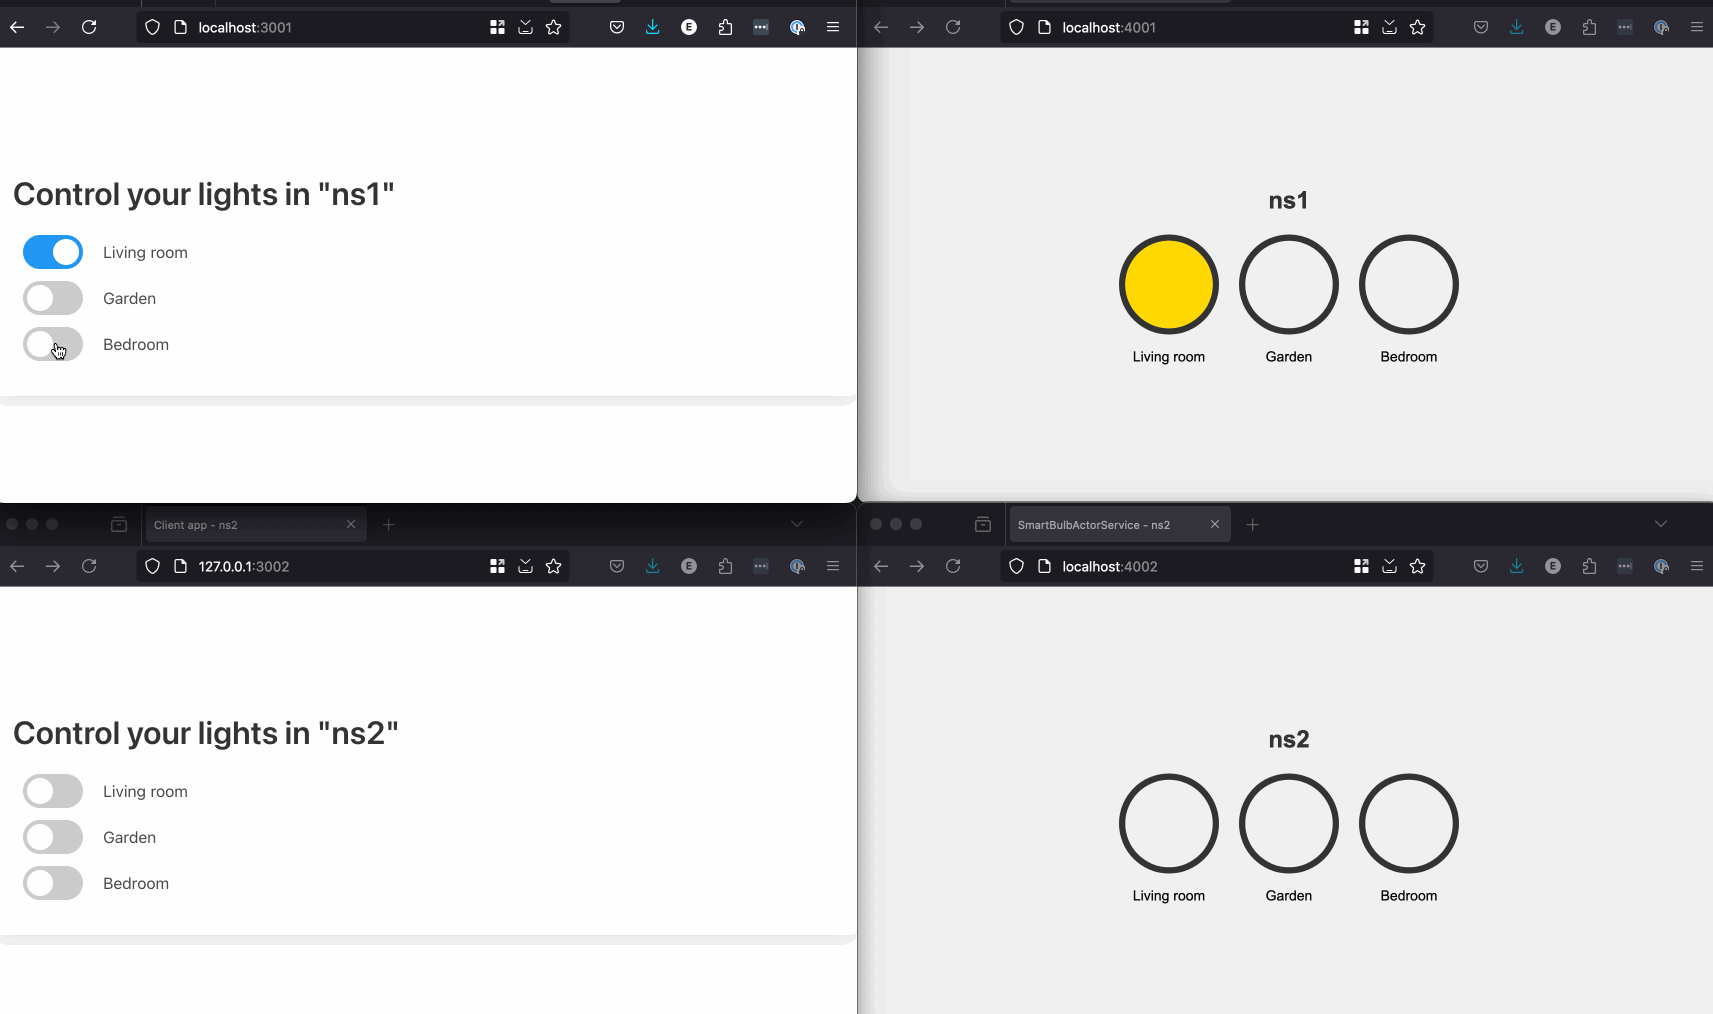 localhost:3001
E
localhost:4001
E
Control your lights in "ns1"
Living room
Garden
Bedroom
ns1
Living room
Garden
Bedroom
Client app - ns2
SmartBulbActorService - ns2
127.0.0.1:3002
E
localhost:4002
E
Control your lights in "ns2"
Living room
Garden
Bedroom
ns2
Living room
Garden
Bedroom